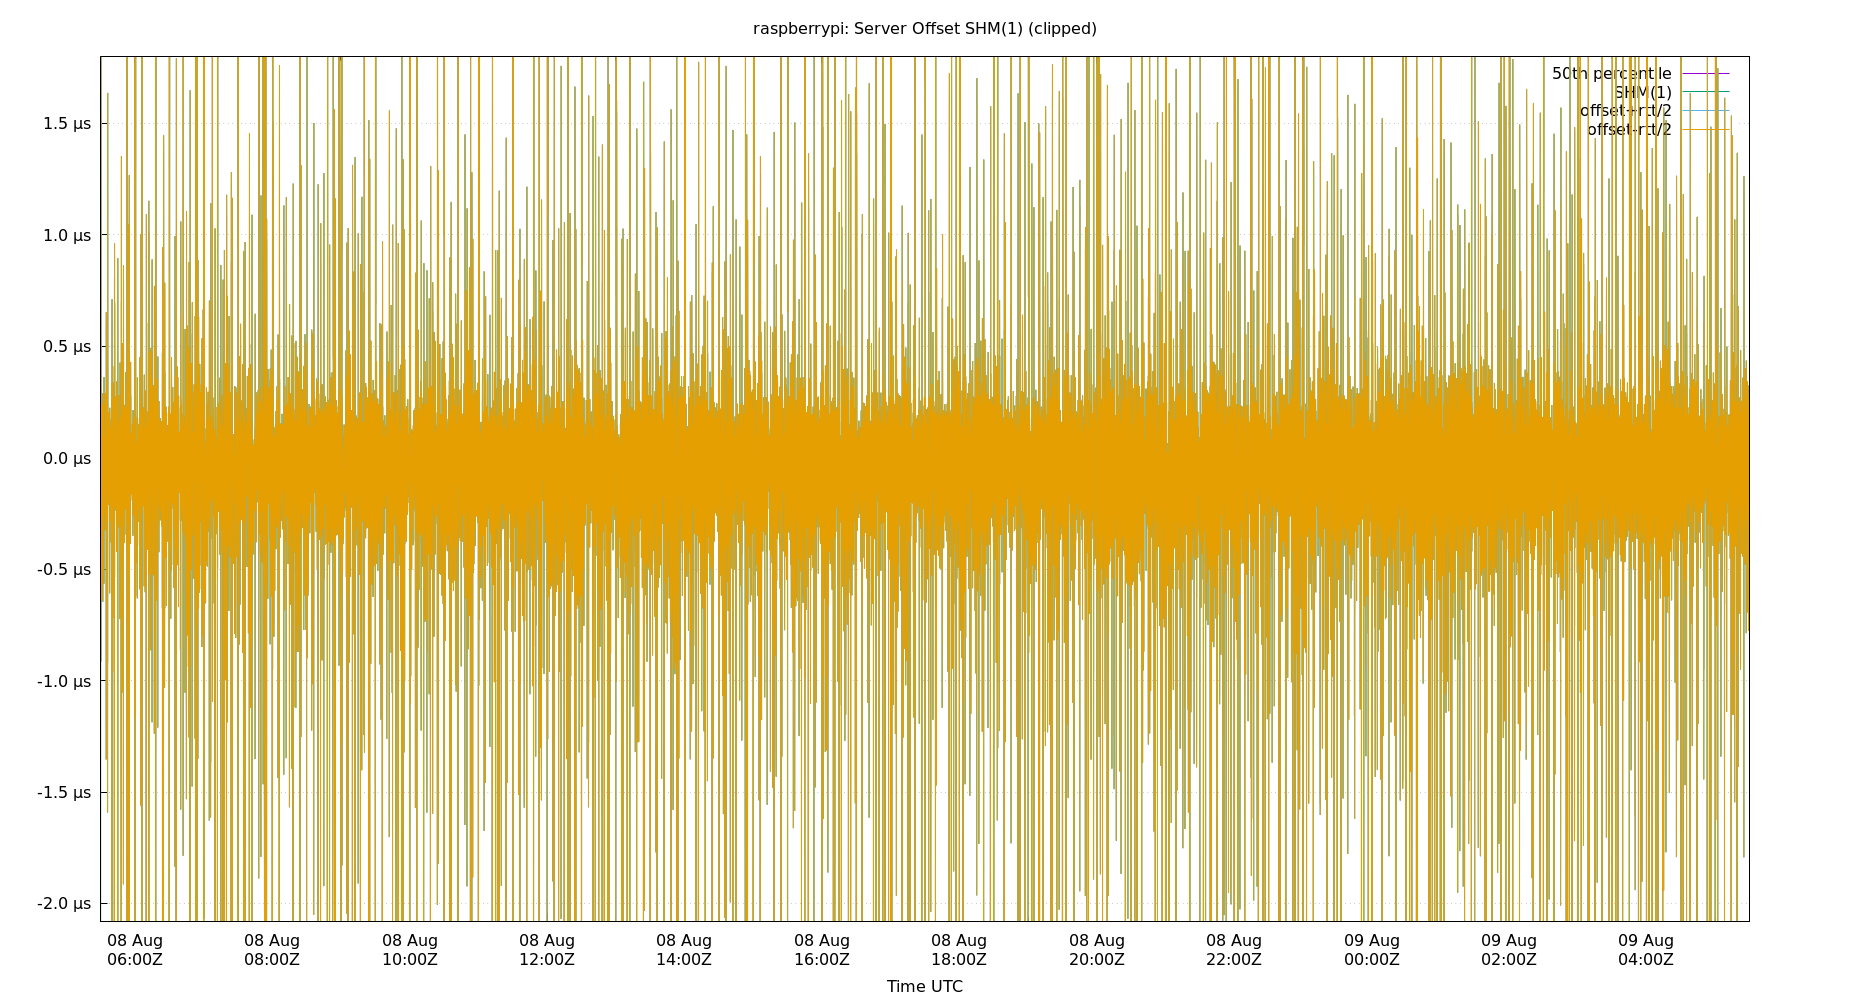 raspberrypi: Server Offset SHM(1) (clipped)
50th percentile
SHM(1)
offset+rtt/2
offset-rtt/2
1.5 µs
1.0 µs
0.5 µs
0.0 µs
-0.5 µs
-1.0 µs
-1.5 µs
-2.0 µs
08 Aug 08 Aug 08 Aug 08 Aug 08 Aug 08 Aug 08 Aug 08 Aug 08 Aug 09 Aug 09 Aug 09 Aug
06:00Z 08:00Z 10:00Z 12:00Z 14:00Z 16:00Z 18:00Z 20:00Z 22:00Z 00:00Z 02:00Z 04:00Z
Time UTC